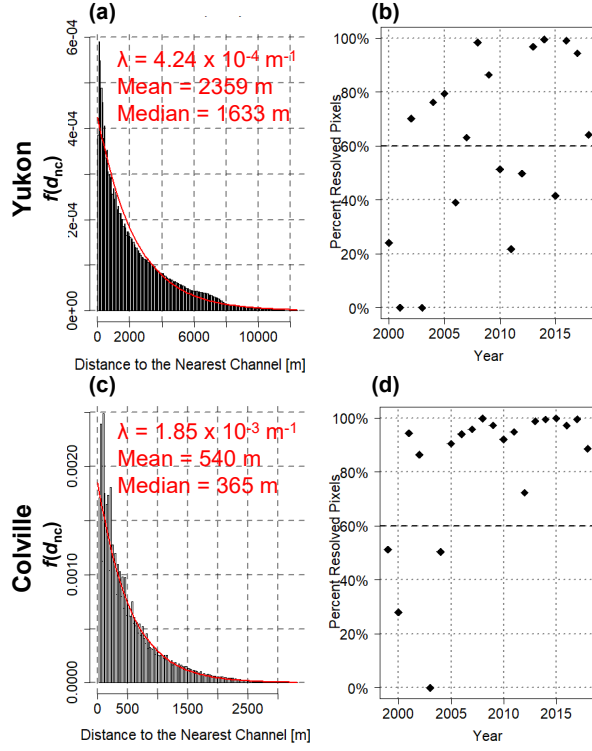 (a)
λ = 4.24 x 10-4 m-1
Mean = 2359 m
Median = 1633 m
Yukon
f(dnc)
0e+00
2e-04
4e-04
6e-04
0
2000
6000
10000
Distance to the Nearest Channel [m]
(b)
Percent Resolved Pixels
100%
80%
60%
40%
20%
0%
2000
2005
2010
2015
Year
(c)
λ = 1.85 x 10-3 m-1
Mean = 540 m
Median = 365 m
Colville
f(dnc)
0.0000
0.0010
0.0020
0
500
1500
2500
Distance to the Nearest Channel [m]
(d)
Percent Resolved Pixels
100%
80%
60%
40%
20%
0%
2000
2005
2010
2015
Year